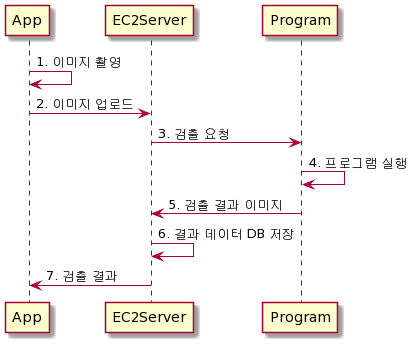 App EC2Server Program
1. 이미지 촬영
2. 이미지 업로드
3. 검출 요청
4. 프로그램 실행
5. 검출 결과 이미지
6. 결과 데이터 DB 저장
7. 검출 결과
App EC2Server Program